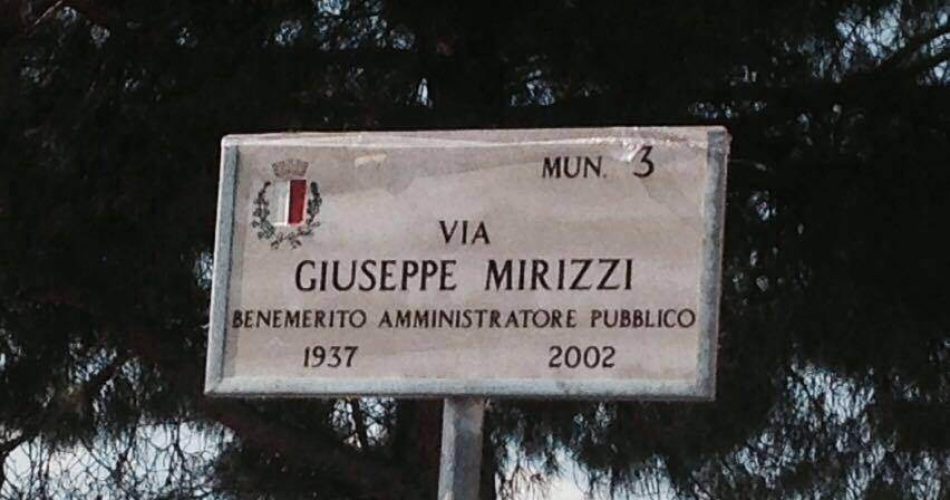 MUN. 3
VIA
GIUSEPPE MIRIZZI
BENEMERITO AMMINISTRATORE PUBBLICO
1937 2002